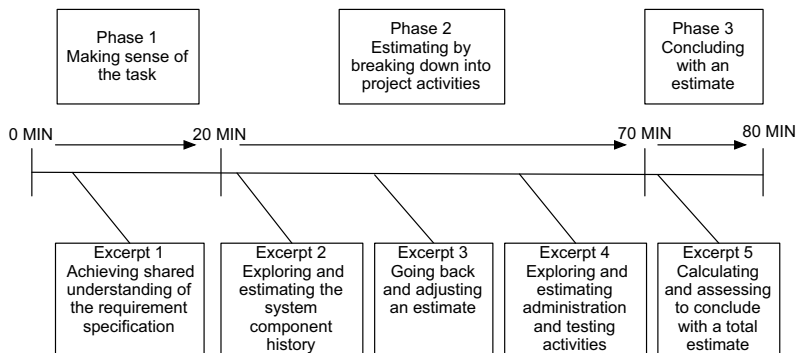 Phase 1
Making sense of
the task
Phase 2
Estimating by
breaking down into
project activities
Phase 3
Concluding
with an
estimate
0 MIN
20 MIN
70 MIN
80 MIN
Excerpt 1
Achieving shared
understanding of
the requirement
specification
Excerpt 2
Exploring and
estimating the
system
component
history
Excerpt 3
Going back
and adjusting
an estimate
Excerpt 4
Exploring and
estimating
administration
and testing
activities
Excerpt 5
Calculating
and assessing
to conclude
with a total
estimate